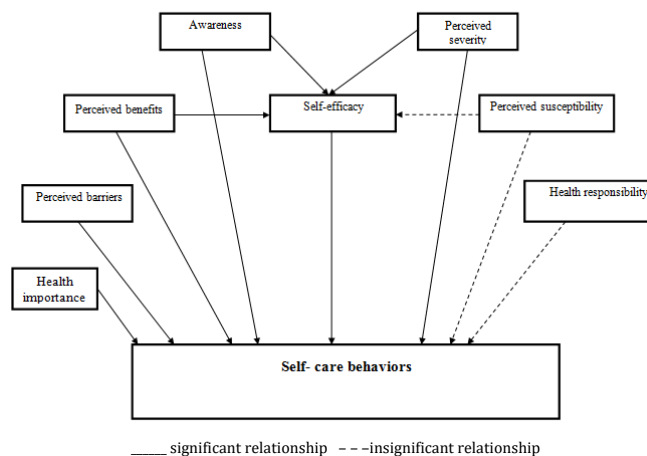 Awareness
Perceived
severity
Perceived benefits
Self-efficacy
Perceived susceptibility
Perceived barriers
Health responsibility
Health
importance
Self- care behaviors
______ significant relationship – – –insignificant relationship